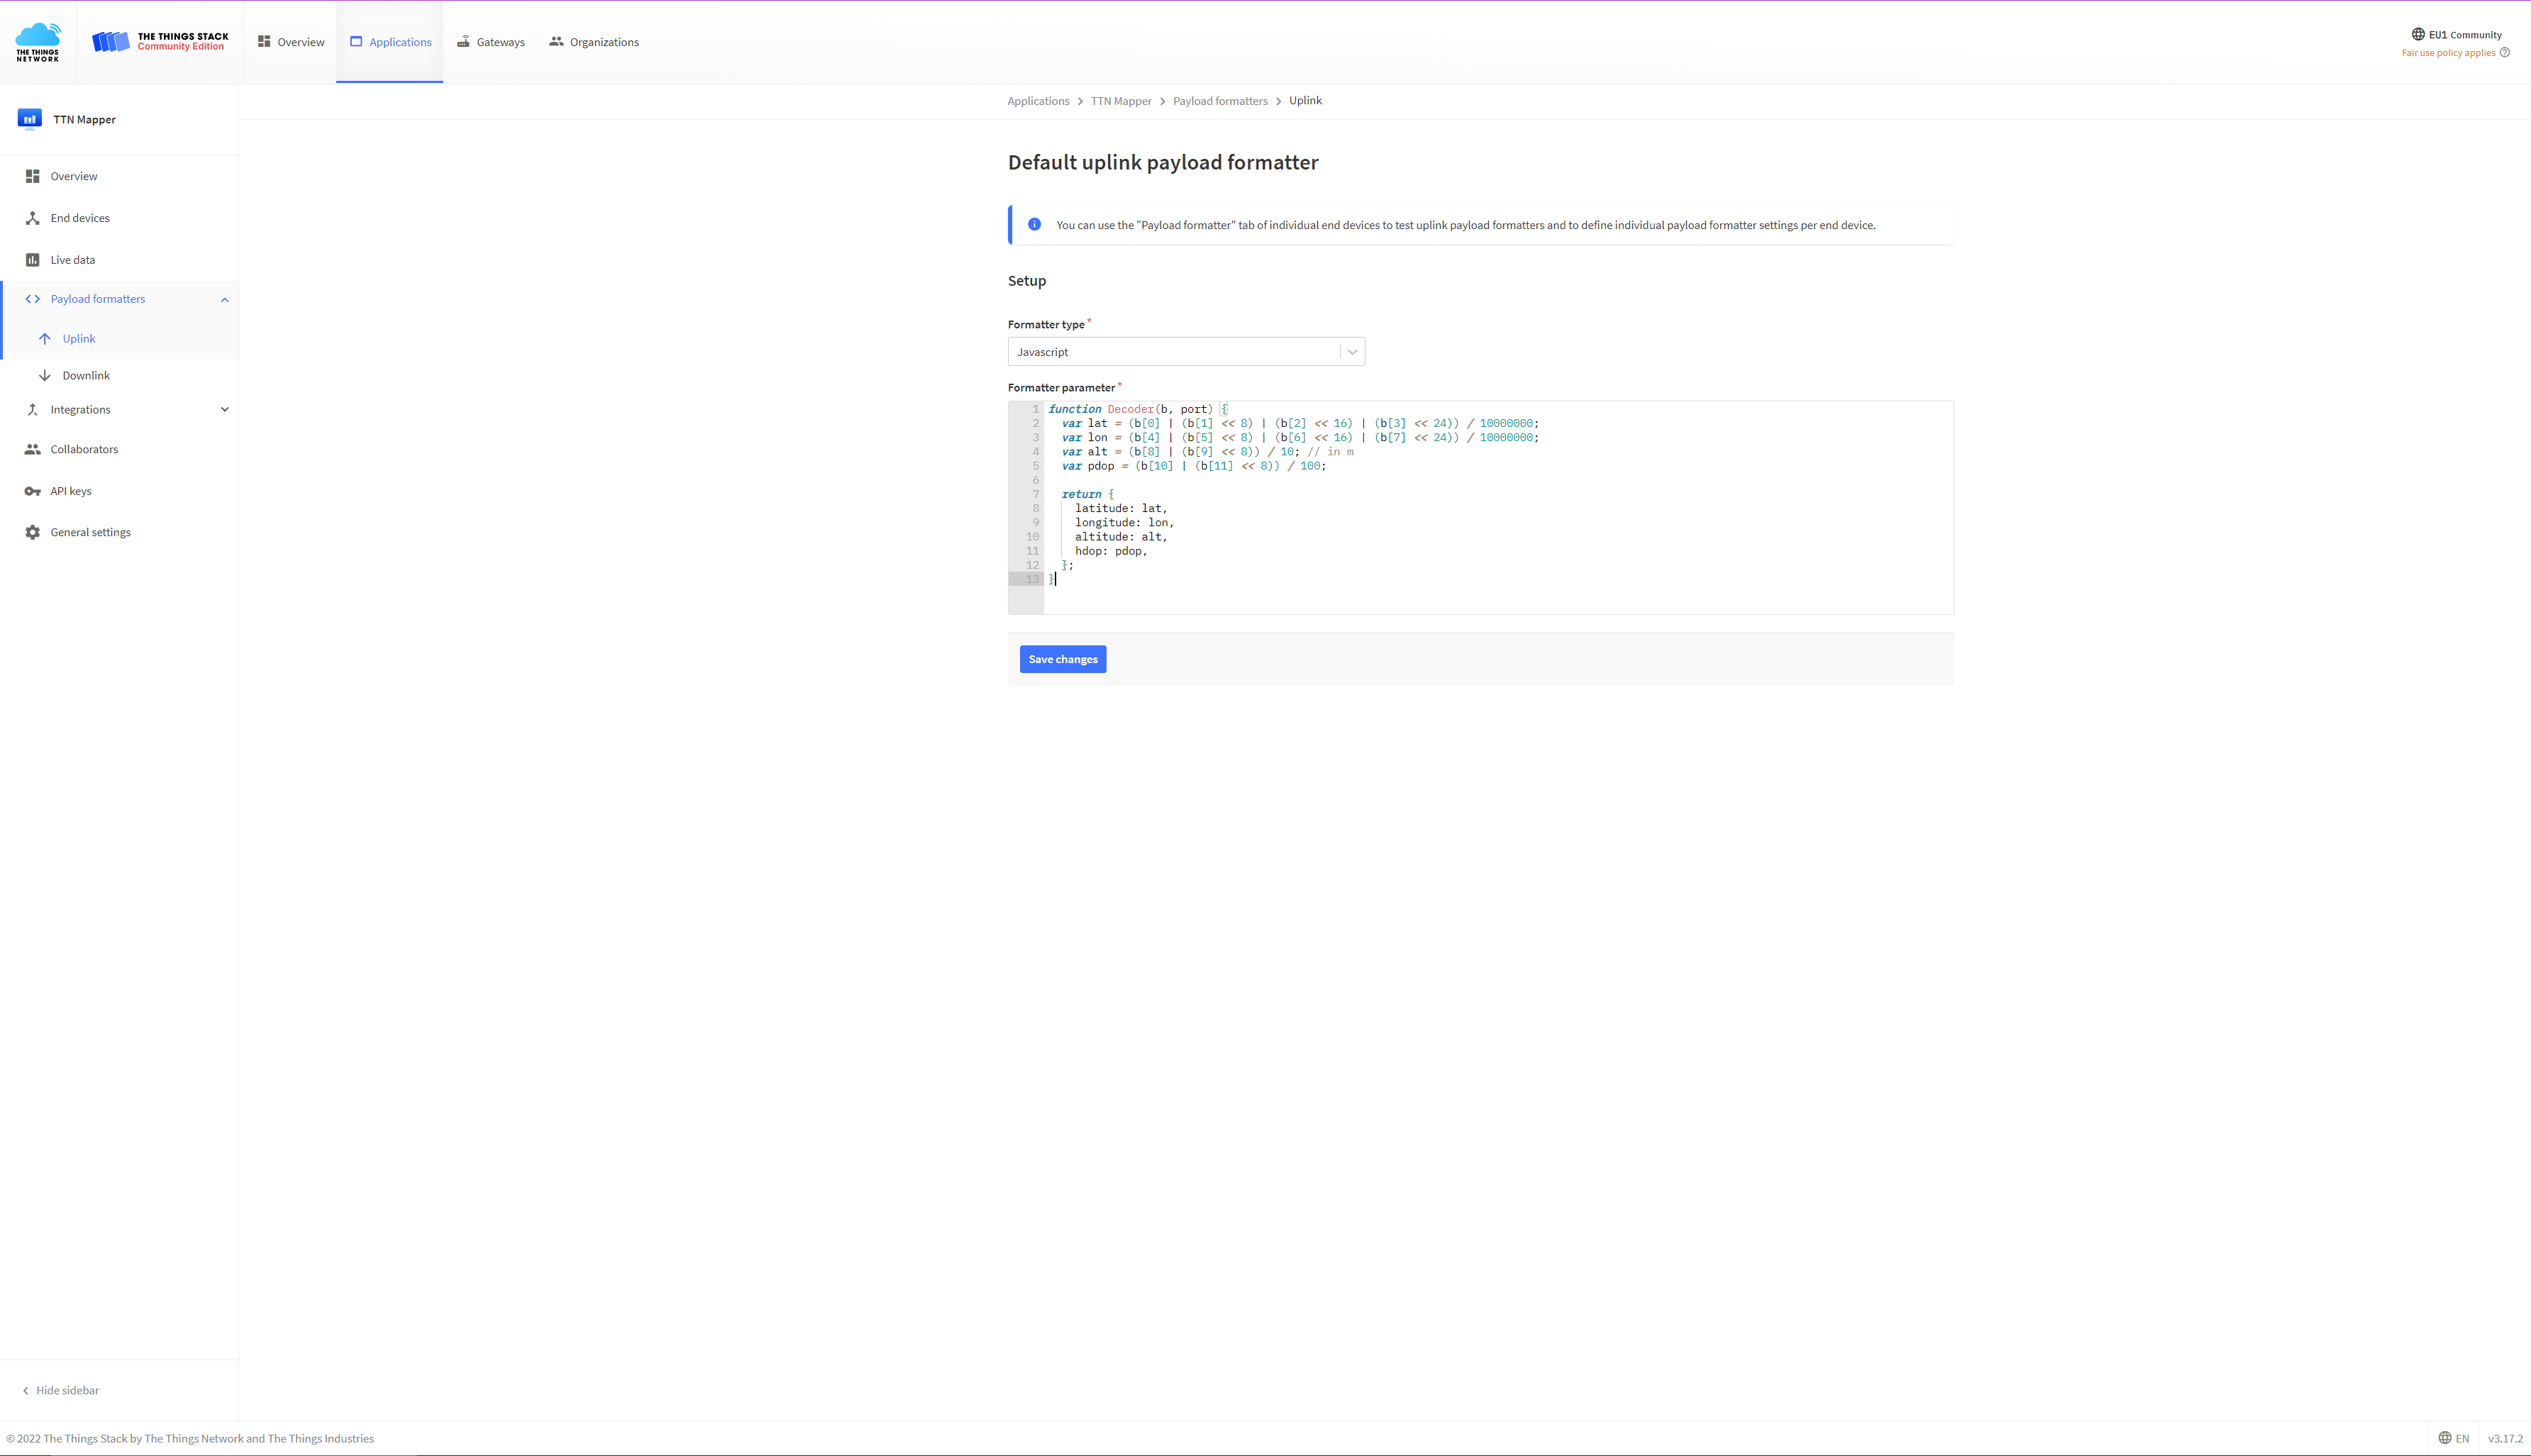 THE THINGS
NETWORK
THE THINGS STACK
Community Edition
Overview
Applications
Gateways
Organizations
EU1 Community
Fair use policy applies
TTN Mapper
Overview
End devices
Live data
Payload formatters
Uplink
Downlink
Integrations
Collaborators
API keys
General settings
Hide sidebar
Applications > TTN Mapper > Payload formatters > Uplink
Default uplink payload formatter
You can use the "Payload formatter" tab of individual end devices to test uplink payload formatters and to define individual payload formatter settings per end device.
Setup
Formatter type*
Javascript
Formatter parameter*
1 function Decoder(b, port) {
2   var lat = (b[0] | (b[1] << 8) | (b[2] << 16) | (b[3] << 24)) / 10000000;
3   var lon = (b[4] | (b[5] << 8) | (b[6] << 16) | (b[7] << 24)) / 10000000;
4   var alt = (b[8] | (b[9] << 8)) / 10; // in m
5   var pdop = (b[10] | (b[11] << 8)) / 100;
6
7   return {
8     latitude: lat,
9     longitude: lon,
10     altitude: alt,
11     hdop: pdop,
12   };
13 }
Save changes
© 2022 The Things Stack by The Things Network and The Things Industries
EN
v3.17.2